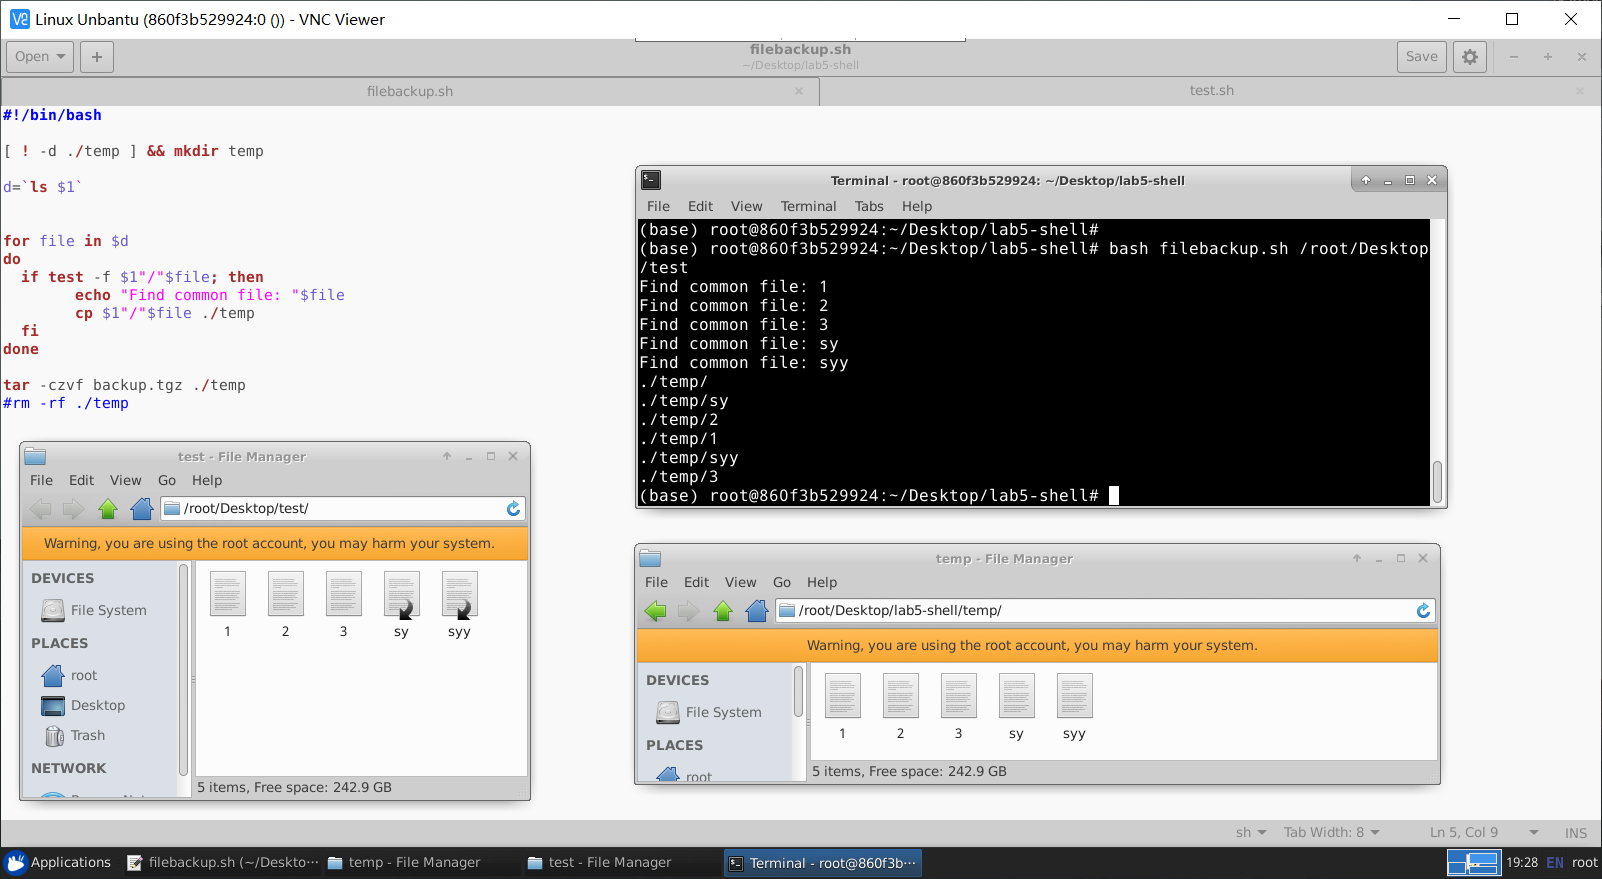 Linux Unbantu (860f3b529924:0 ()) - VNC Viewer
Open
filebackup.sh
~/Desktop/lab5-shell
Save
filebackup.sh
test.sh
#!/bin/bash
[ ! -d ./temp ] && mkdir temp
d=`ls $1`
for file in $d
do
if test -f $1"/"$file; then
echo "Find common file: "$file
cp $1"/"$file ./temp
fi
done
tar -czvf backup.tgz ./temp
#rm -rf ./temp
Terminal - root@860f3b529924: ~/Desktop/lab5-shell
File Edit View Terminal Tabs Help
(base) root@860f3b529924:~/Desktop/lab5-shell#
(base) root@860f3b529924:~/Desktop/lab5-shell# bash filebackup.sh /root/Desktop
/test
Find common file: 1
Find common file: 2
Find common file: 3
Find common file: sy
Find common file: syy
./temp/
./temp/sy
./temp/2
./temp/1
./temp/syy
./temp/3
(base) root@860f3b529924:~/Desktop/lab5-shell#
test - File Manager
File Edit View Go Help
/root/Desktop/test/
Warning, you are using the root account, you may harm your system.
DEVICES
File System
PLACES
root
Desktop
Trash
NETWORK
1 2 3 sy syy
5 items, Free space: 242.9 GB
temp - File Manager
File Edit View Go Help
/root/Desktop/lab5-shell/temp/
Warning, you are using the root account, you may harm your system.
DEVICES
File System
PLACES
root
1 2 3 sy syy
5 items, Free space: 242.9 GB
sh Tab Width: 8 Ln 5, Col 9 INS
Applications filebackup.sh (~/Deskto··· temp - File Manager test - File Manager Terminal - root@860f3b··· 19:28 EN root